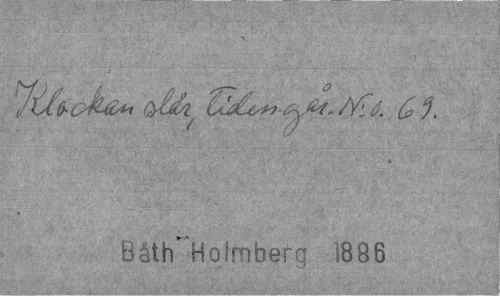 Klockan slår, tiden går. N:o. 69.
Båth Holmberg 1886